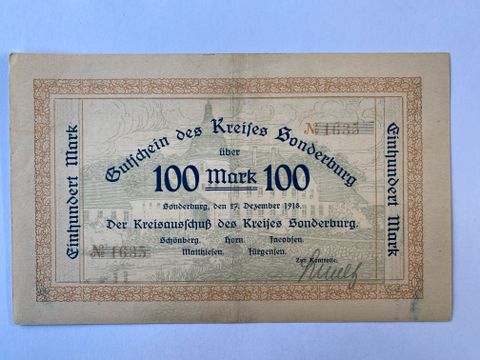 Gutschein des Kreises Sonderburg
№ 1635
über
100 Mark 100
Sonderburg, den 17. Dezember 1918.
Der Kreisausschuß des Kreises Sonderburg.
Schönberg. Horn. Jacobsen.
Matthiesen. Jürgensen.
Zur Kontrolle.
№ 1635
Einhundert Mark
Einhundert Mark